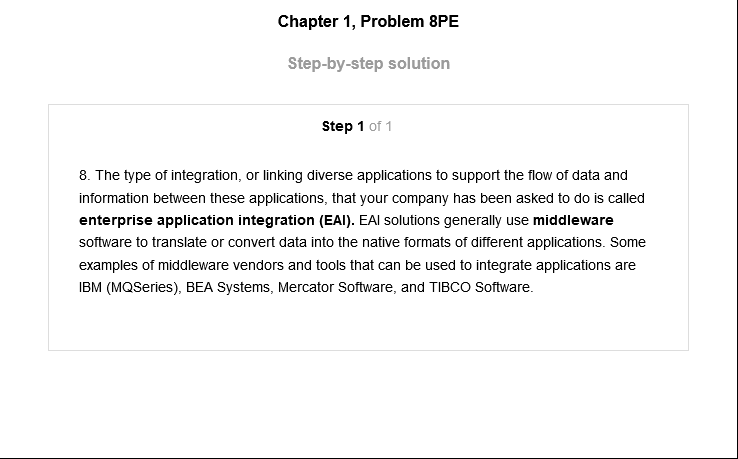 Chapter 1, Problem 8PE
Step-by-step solution
Step 1 of 1
8. The type of integration, or linking diverse applications to support the flow of data and
information between these applications, that your company has been asked to do is called
enterprise application integration (EAI). EAI solutions generally use middleware
software to translate or convert data into the native formats of different applications. Some
examples of middleware vendors and tools that can be used to integrate applications are
IBM (MQSeries), BEA Systems, Mercator Software, and TIBCO Software.